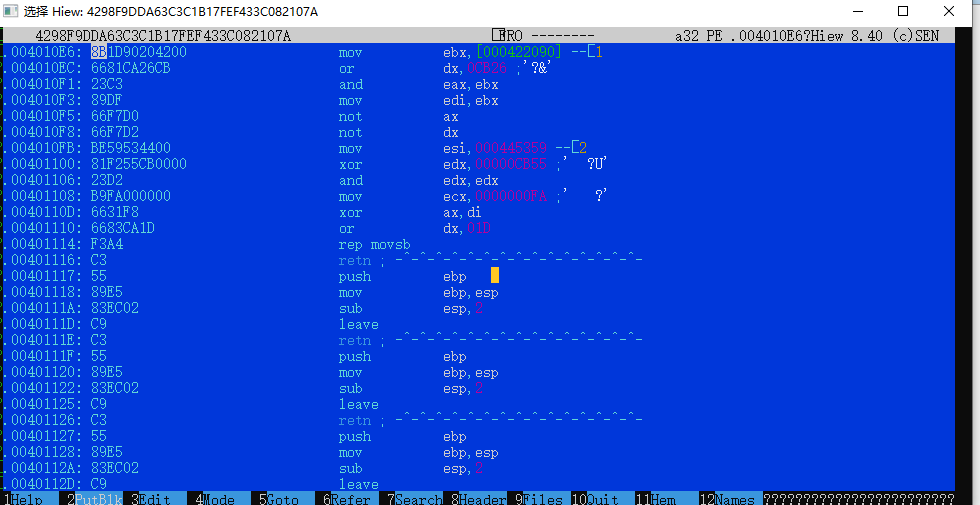 选择 Hiew: 4298F9DDA63C3C1B17FEF433C082107A
4298F9DDA63C3C1B17FEF433C082107A FRO -------- a32 PE .004010E6?Hiew 8.40 (c)SEN
.004010E6: 8B1D90204200 mov ebx,[000422090] --[1
.004010EC: 6681CA26CB or dx,0CB26 ;'?&'
.004010F1: 23C3 and eax,ebx
.004010F3: 89DF mov edi,ebx
.004010F5: 66F7D0 not ax
.004010F8: 66F7D2 not dx
.004010FB: BE59534400 mov esi,000445359 --[2
.00401100: 81F255CB0000 xor edx,00000CB55 ;' ?U'
.00401106: 23D2 and edx,edx
.00401108: B9FA000000 mov ecx,0000000FA ;' ?'
.0040110D: 6631F8 xor ax,di
.00401110: 6683CA1D or dx,01D
.00401114: F3A4 rep movsb
.00401116: C3 retn ; -^-^-^-^-^-^-^-^-^-^-^-^-^-^-^-
.00401117: 55 push ebp
.00401118: 89E5 mov ebp,esp
.0040111A: 83EC02 sub esp,2
.0040111D: C9 leave
.0040111E: C3 retn ; -^-^-^-^-^-^-^-^-^-^-^-^-^-^-^-
.0040111F: 55 push ebp
.00401120: 89E5 mov ebp,esp
.00401122: 83EC02 sub esp,2
.00401125: C9 leave
.00401126: C3 retn ; -^-^-^-^-^-^-^-^-^-^-^-^-^-^-^-
.00401127: 55 push ebp
.00401128: 89E5 mov ebp,esp
.0040112A: 83EC02 sub esp,2
.0040112D: C9 leave
1Help 2PutBlk 3Edit 4Mode 5Goto 6Refer 7Search 8Header 9Files 10Quit 11Hem 12Names ????????????????????????